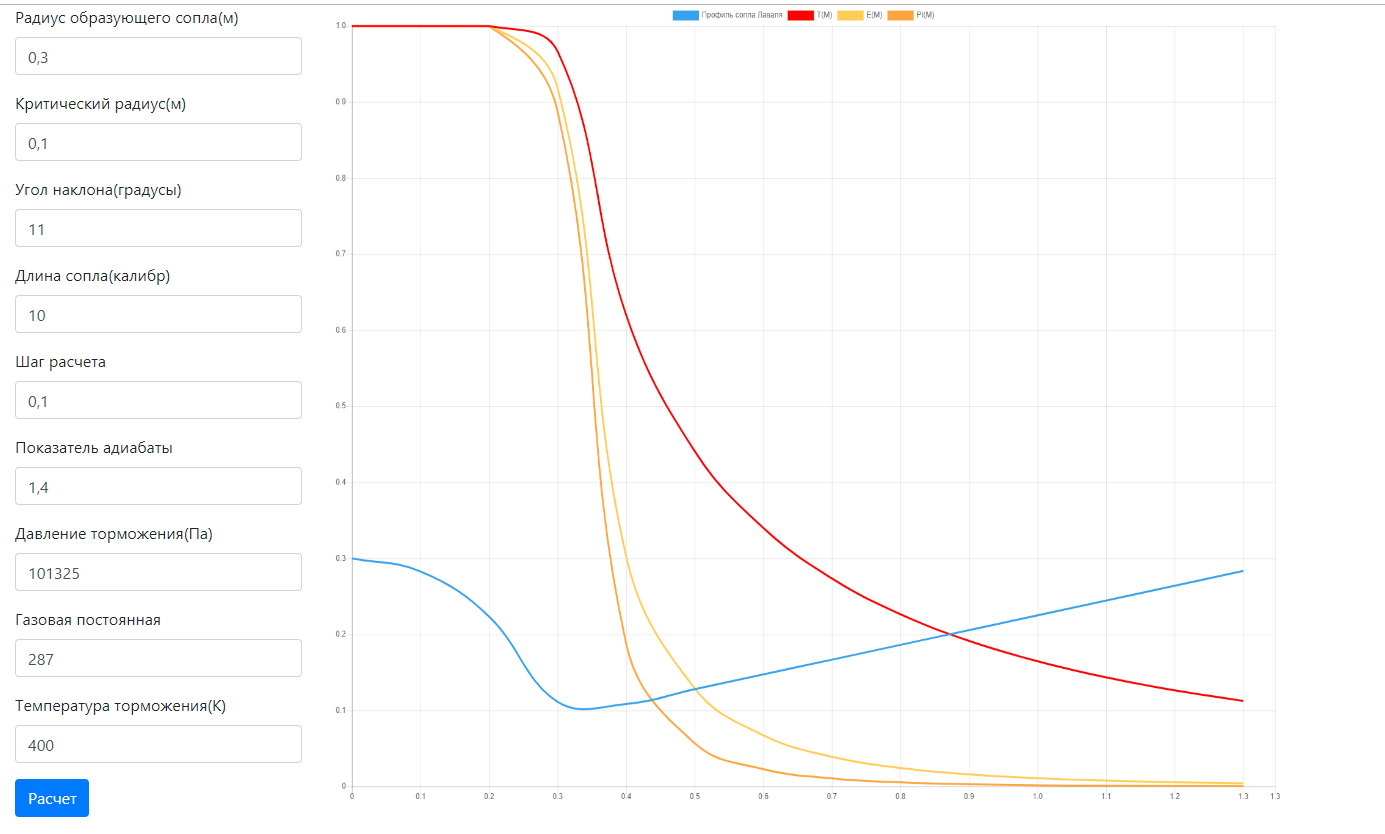 Радиус образующего сопла(м)
0,3
Критический радиус(м)
0,1
Угол наклона(градусы)
11
Длина сопла(калибр)
10
Шаг расчета
0,1
Показатель адиабаты
1,4
Давление торможения(Па)
101325
Газовая постоянная
287
Температура торможения(К)
400
Расчет
Профиль сопла Лаваля T(M) E(M) PI(M)
1.0
0.9
0.8
0.7
0.6
0.5
0.4
0.3
0.2
0.1
0
0 0.1 0.2 0.3 0.4 0.5 0.6 0.7 0.8 0.9 1.0 1.1 1.2 1.3 1.3